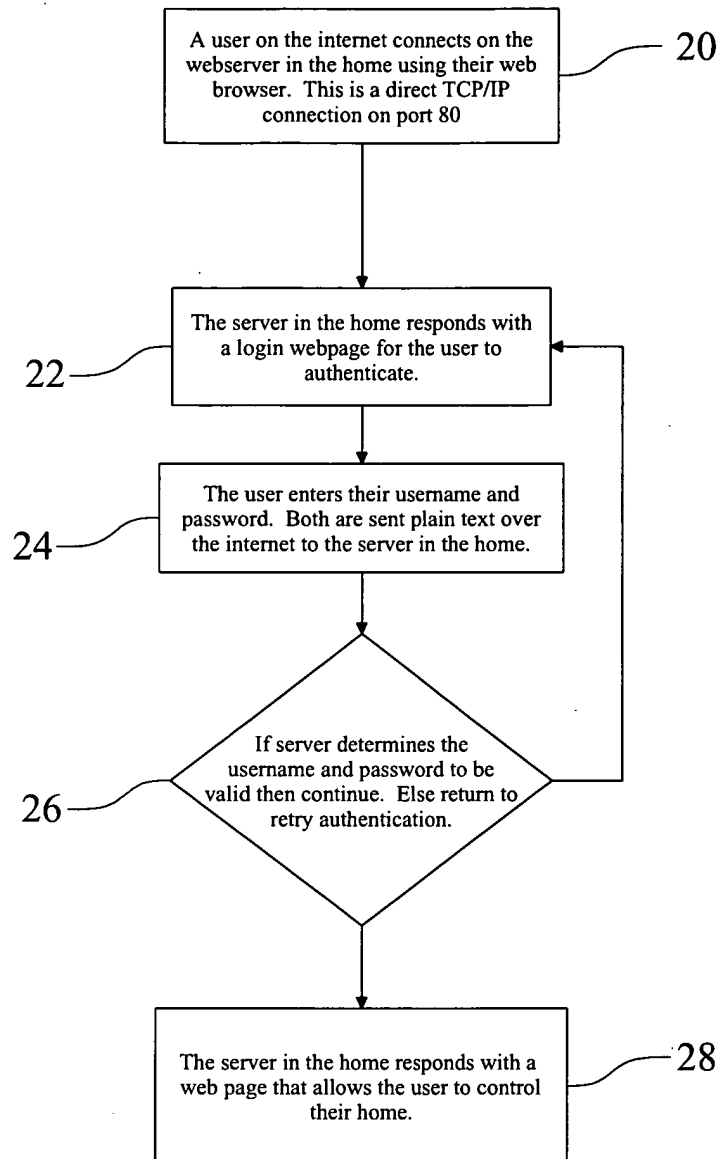 A user on the internet connects on the
webserver in the home using their web
browser. This is a direct TCP/IP
connection on port 80
20
The server in the home responds with
a login webpage for the user to
authenticate.
22
The user enters their username and
password. Both are sent plain text over
the internet to the server in the home.
24
If server determines the
username and password to be
valid then continue. Else return to
retry authentication.
26
The server in the home responds with a
web page that allows the user to control
their home.
28